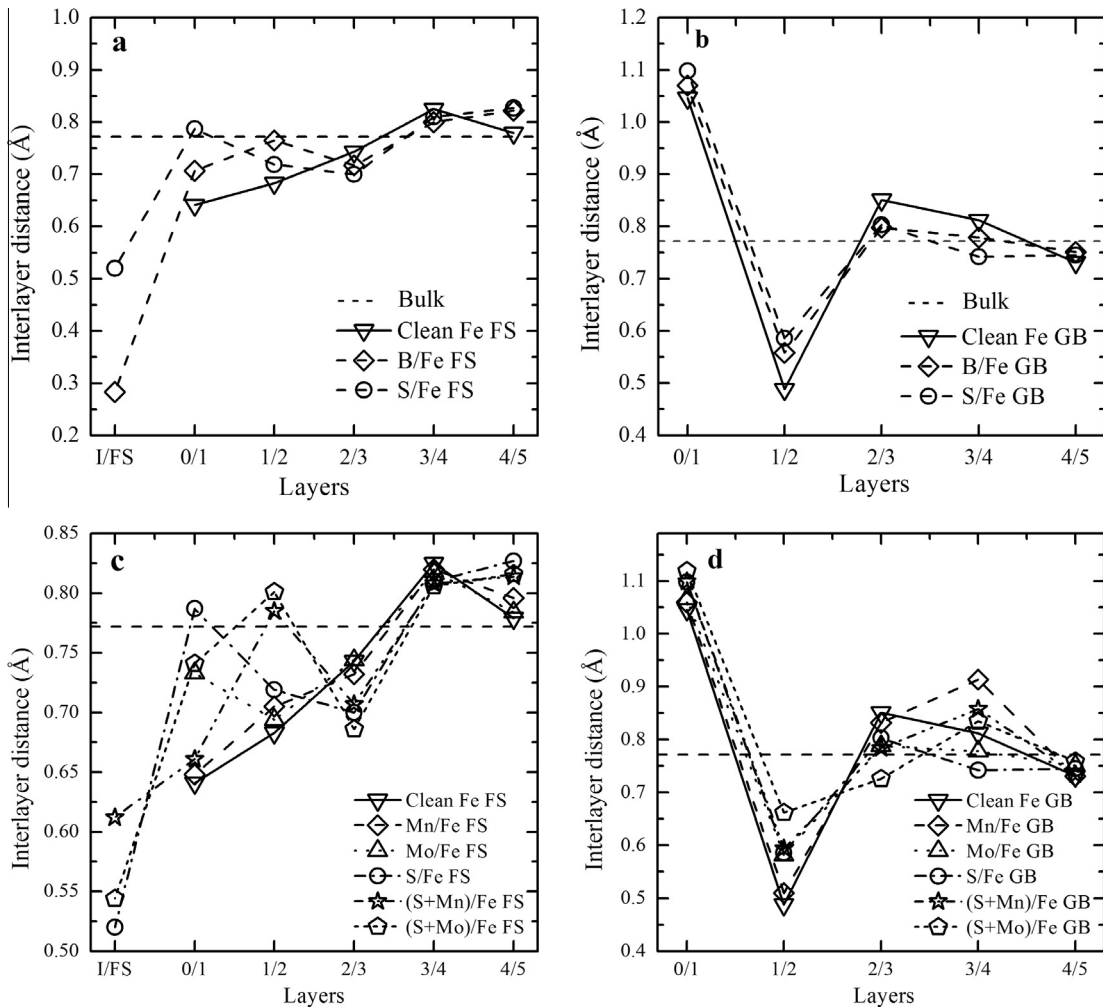 a
1.0
0.9
0.8
0.7
0.6
0.5
0.4
0.3
0.2
Interlayer distance (Å)
Bulk
Clean Fe FS
B/Fe FS
S/Fe FS
I/FS 0/1 1/2 2/3 3/4 4/5
Layers
b
1.2
1.1
1.0
0.9
0.8
0.7
0.6
0.5
0.4
Interlayer distance (Å)
Bulk
Clean Fe GB
B/Fe GB
S/Fe GB
0/1 1/2 2/3 3/4 4/5
Layers
c
0.85
0.80
0.75
0.70
0.65
0.60
0.55
0.50
Interlayer distance (Å)
Clean Fe FS
Mn/Fe FS
Mo/Fe FS
S/Fe FS
(S+Mn)/Fe FS
(S+Mo)/Fe FS
I/FS 0/1 1/2 2/3 3/4 4/5
Layers
d
1.1
1.0
0.9
0.8
0.7
0.6
0.5
0.4
Interlayer distance (Å)
Clean Fe GB
Mn/Fe GB
Mo/Fe GB
S/Fe GB
(S+Mn)/Fe GB
(S+Mo)/Fe GB
0/1 1/2 2/3 3/4 4/5
Layers